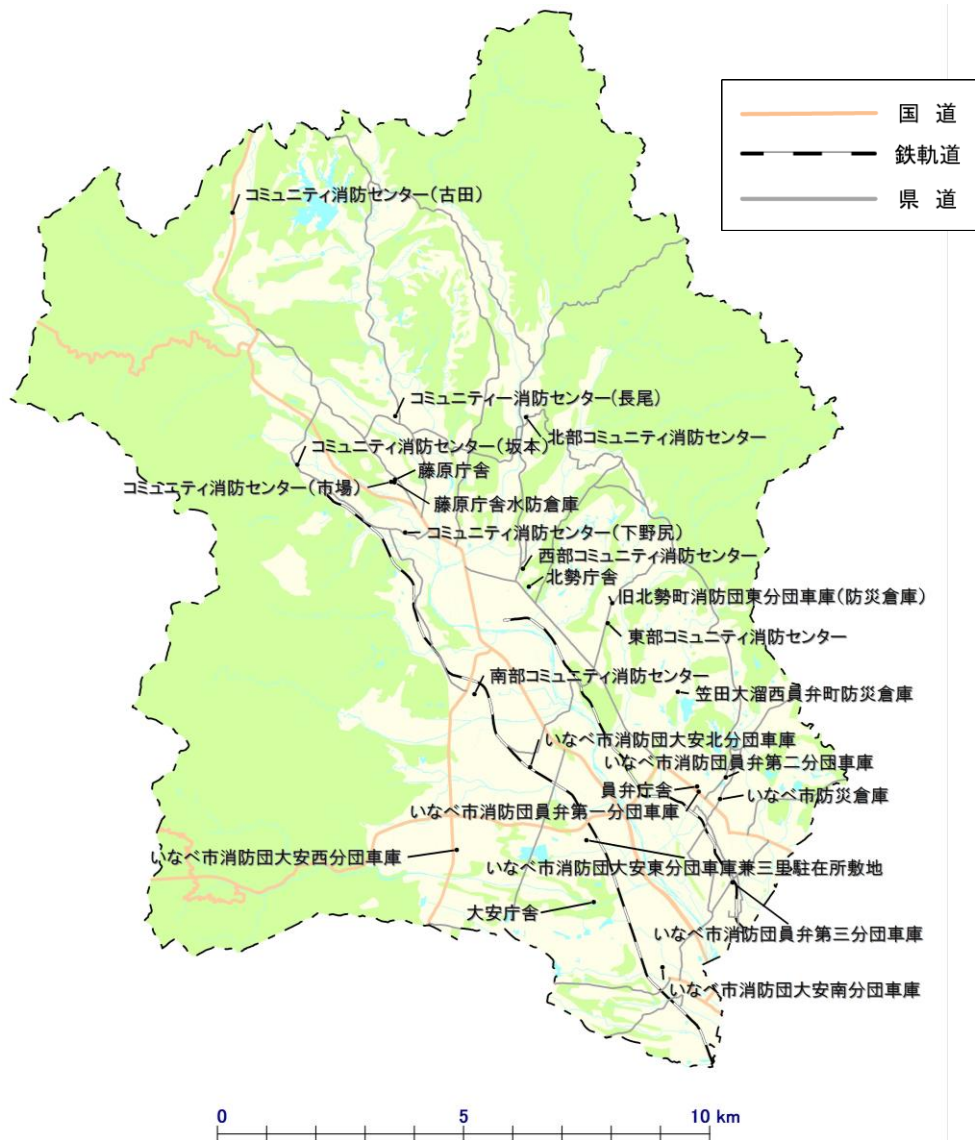 国 道
鉄軌道
県 道
コミュニティ消防センター(古田)
コミュニティー消防センター(長尾)
北部コミュニティ消防センター
コミュニティ消防センター(坂本)
藤原庁舎
コミュニティ消防センター(市場)
藤原庁舎水防倉庫
コミュニティ消防センター(下野尻)
西部コミュニティ消防センター
北勢庁舎
旧北勢町消防団東分団車庫(防災倉庫)
東部コミュニティ消防センター
南部コミュニティ消防センター
笠田大溜西員弁町防災倉庫
いなべ市消防団大安北分団車庫
いなべ市消防団員弁第二分団車庫
員弁庁舎
いなべ市防災倉庫
いなべ市消防団員弁第一分団車庫
いなべ市消防団大安西分団車庫
いなべ市消防団大安東分団車庫兼三里駐在所敷地
大安庁舎
いなべ市消防団員弁第三分団車庫
いなべ市消防団大安南分団車庫
0 5 10 km